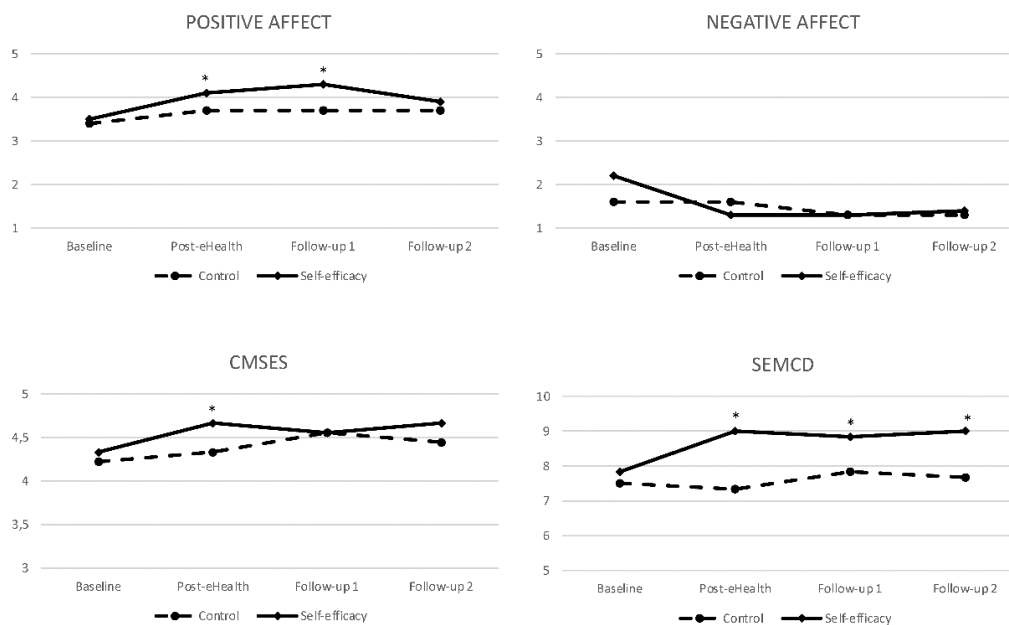 POSITIVE AFFECT
5
*
*
4
3
2
1
Baseline Post-eHealth Follow-up 1 Follow-up 2
Control Self-efficacy
NEGATIVE AFFECT
5
4
3
2
1
Baseline Post-eHealth Follow-up 1 Follow-up 2
Control Self-efficacy
CMSES
5
*
4,5
4
3,5
3
Baseline Post-eHealth Follow-up 1 Follow-up 2
Control Self-efficacy
SEMCD
10
* * *
9
8
7
6
5
Baseline Post-eHealth Follow-up 1 Follow-up 2
Control Self-efficacy